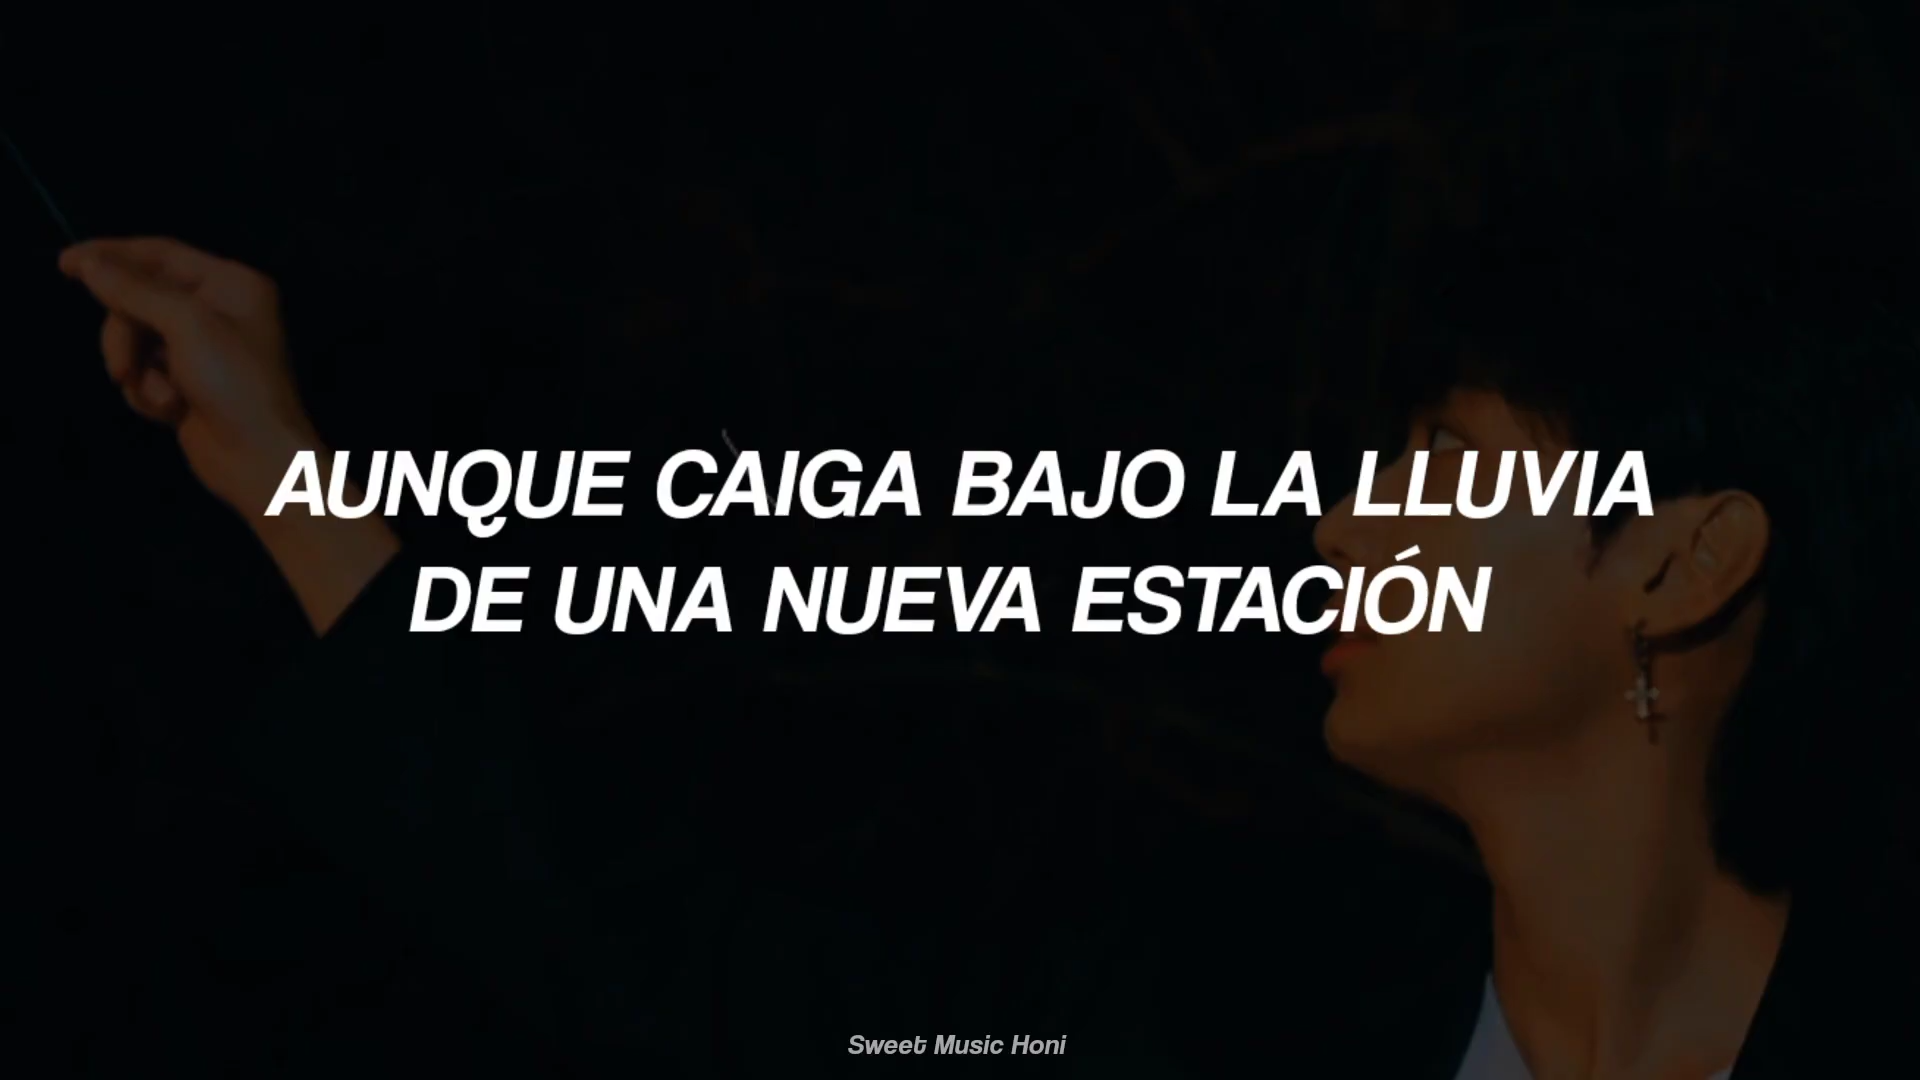 AUNQUE CAIGA BAJO LA LLUVIA
DE UNA NUEVA ESTACIÓN
Sweet Music Honi